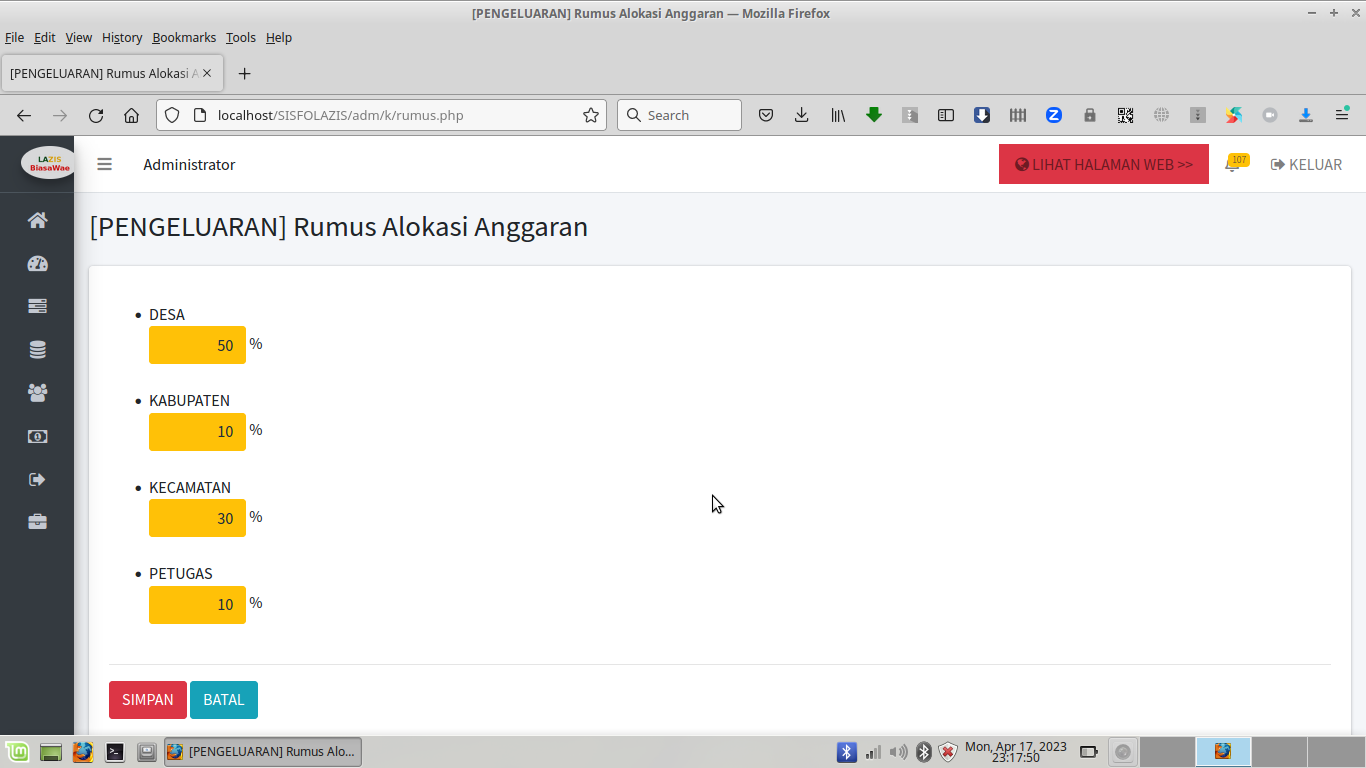 [PENGELUARAN] Rumus Alokasi Anggaran — Mozilla Firefox
File Edit View History Bookmarks Tools Help
[PENGELUARAN] Rumus Alokasi A
localhost/SISFOLAZIS/adm/k/rumus.php
Search
LAZIS
BiasaWae
Administrator
LIHAT HALAMAN WEB >>
107
KELUAR
[PENGELUARAN] Rumus Alokasi Anggaran
DESA
50 %
KABUPATEN
10 %
KECAMATAN
30 %
PETUGAS
10 %
SIMPAN BATAL
[PENGELUARAN] Rumus Alo...
Mon, Apr 17, 2023
23:17:50